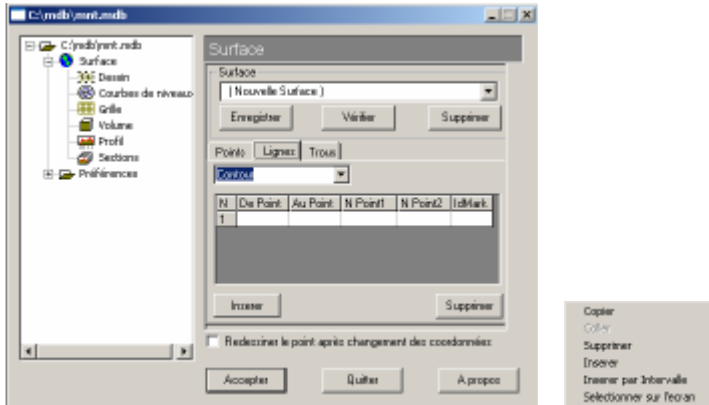 C:\mdb\mnt.mdb
C:\mdb\mnt.mdb
Surface
Dessin
Courbes de niveaux
Grille
Volume
Profil
Sections
Préférences
Surface
Surface
( Nouvelle Surface )
Enregistrer Vérifier Supprimer
Points Lignes Trous
Contour
N De Point Au Point N Point1 N Point2 IdMark
1
Inserer Supprimer
Redessiner le point après changement des coordonnées
Accepter Quitter A propos
Copier
Coller
Supprimer
Inserer
Inserer par Intervalle
Selectionner sur l'ecran